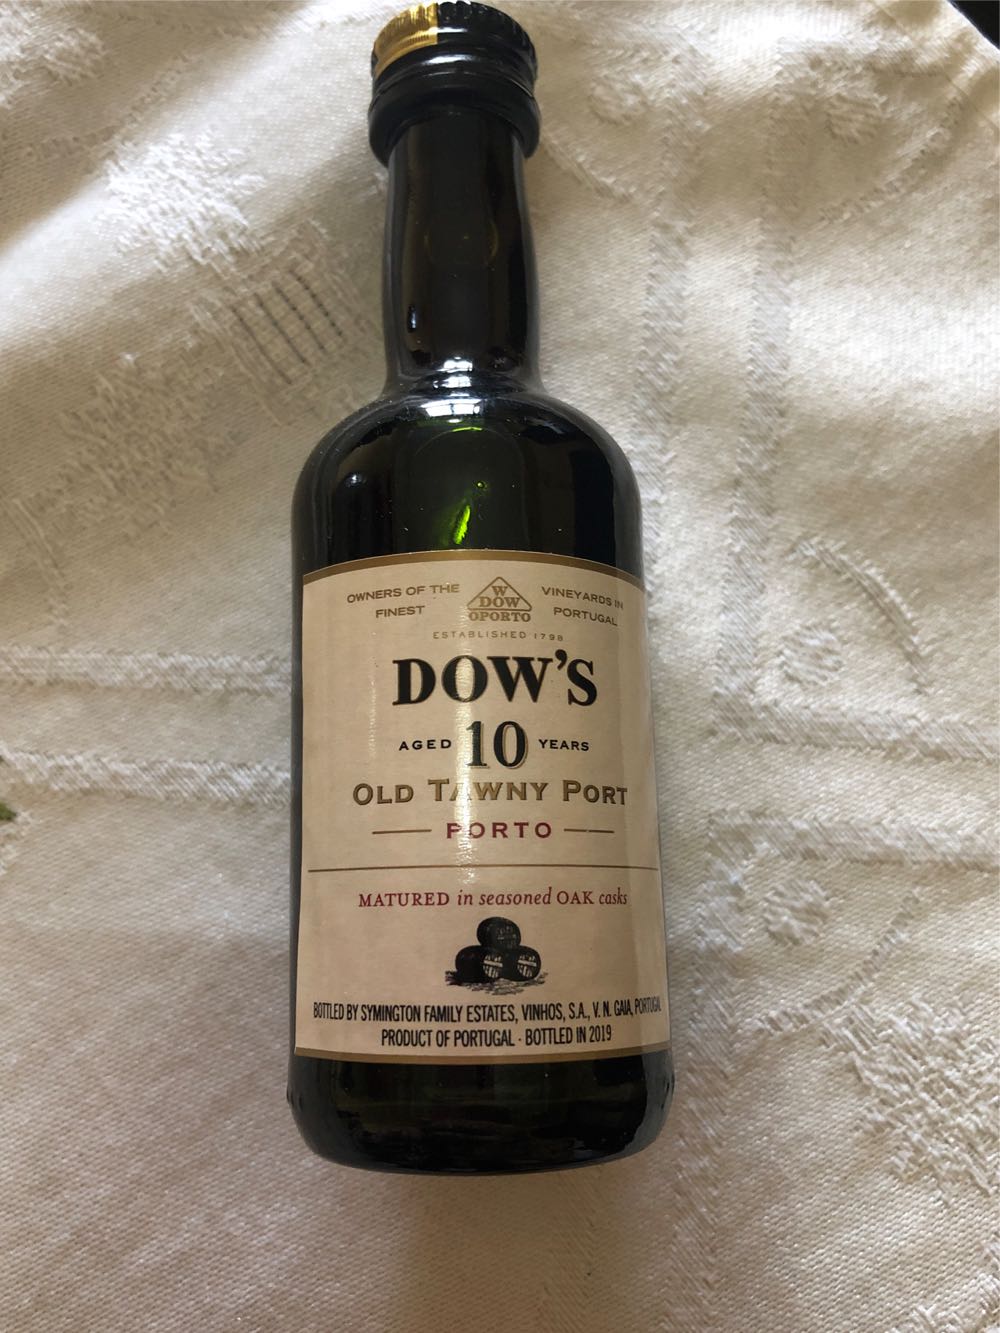 OWNERS OF THE FINEST
W
DOW
OPORTO
VINEYARDS IN PORTUGAL
ESTABLISHED 1798
DOW'S
AGED 10 YEARS
OLD TAWNY PORT
PORTO
MATURED in seasoned OAK casks
BOTTLED BY SYMINGTON FAMILY ESTATES, VINHOS, S.A., V. N. GAIA, PORTUGAL
PRODUCT OF PORTUGAL · BOTTLED IN 2019